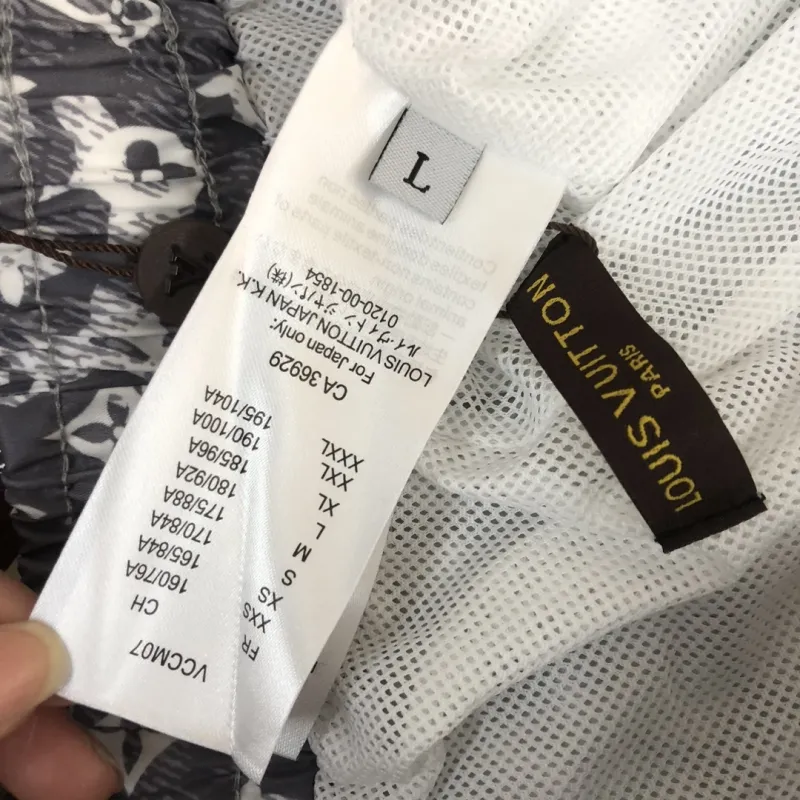 L
VCCM07
FR CH
XXS 160/76A
XS 165/84A
S 170/84A
M 175/88A
L 180/92A
XL 185/96A
XXL 190/100A
XXXL 195/104A
CA 36929
For Japan only:
LOUIS VUITTON JAPAN K.K.
ルイ ヴィトン ジャパン(株)
0120-00-1854
LOUIS VUITTON
PARIS